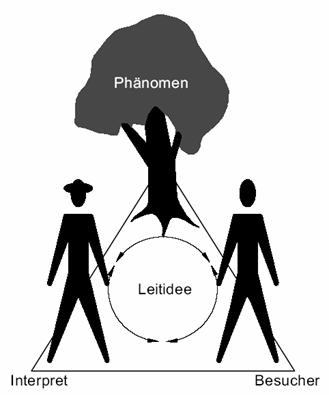 Phänomen
Leitidee
Interpret Besucher